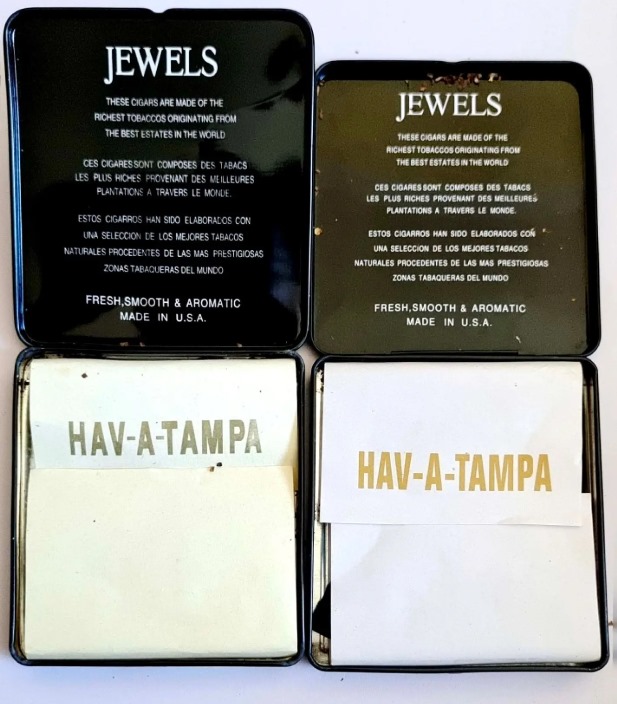 JEWELS
THESE CIGARS ARE MADE OF THE
RICHEST TOBACCOS ORIGINATING FROM
THE BEST ESTATES IN THE WORLD
CES CIGARES SONT COMPOSES DES TABACS
LES PLUS RICHES PROVENANT DES MEILLEURES
PLANTATIONS A TRAVERS LE MONDE.
ESTOS CIGARROS HAN SIDO ELABORADOS CON
UNA SELECCION DE LOS MEJORES TABACOS
NATURALES PROCEDENTES DE LAS MAS PRESTIGIOSAS
ZONAS TABAQUERAS DEL MUNDO
FRESH,SMOOTH & AROMATIC
MADE IN U.S.A.
HAV-A-TAMPA
JEWELS
THESE CIGARS ARE MADE OF THE
RICHEST TOBACCOS ORIGINATING FROM
THE BEST ESTATES IN THE WORLD
CES CIGARES SONT COMPOSES DES TABACS
LES PLUS RICHES PROVENANT DES MEILLEURES
PLANTATIONS A TRAVERS LE MONDE.
ESTOS CIGARROS HAN SIDO ELABORADOS CON
UNA SELECCION DE LOS MEJORES TABACOS
NATURALES PROCEDENTES DE LAS MAS PRESTIGIOSAS
ZONAS TABAQUERAS DEL MUNDO
FRESH,SMOOTH & AROMATIC
MADE IN U.S.A.
HAV-A-TAMPA